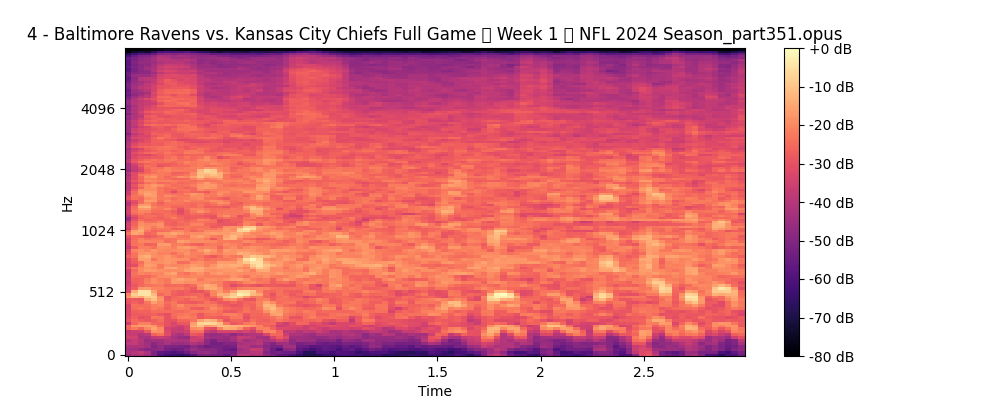 4 - Baltimore Ravens vs. Kansas City Chiefs Full Game ▯ Week 1 ▯ NFL 2024 Season_part351.opus
+0 dB
-10 dB
-20 dB
-30 dB
-40 dB
-50 dB
-60 dB
-70 dB
-80 dB
4096
2048
1024
512
0
Hz
0
0.5
1
1.5
2
2.5
Time